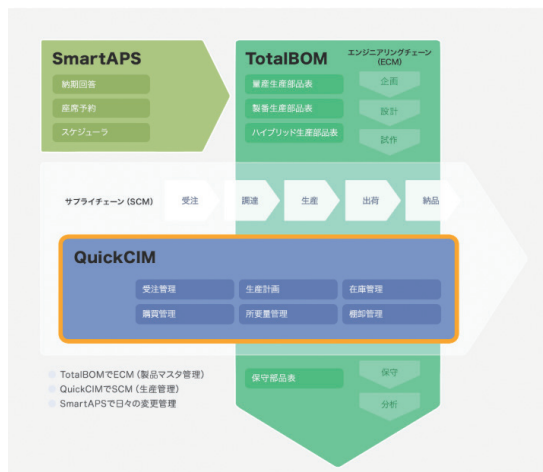 SmartAPS
納期回答
座席予約
スケジューラ
TotalBOM
量産生産部品表
製番生産部品表
ハイブリッド生産部品表
エンジニアリングチェーン
(ECM)
企画
設計
試作
サプライチェーン (SCM)
受注
調達
生産
出荷
納品
QuickCIM
受注管理
生産計画
在庫管理
購買管理
所要量管理
棚卸管理
TotalBOMでECM (製品マスタ管理)
QuickCIMでSCM (生産管理)
SmartAPSで日々の変更管理
保守部品表
保守
分析